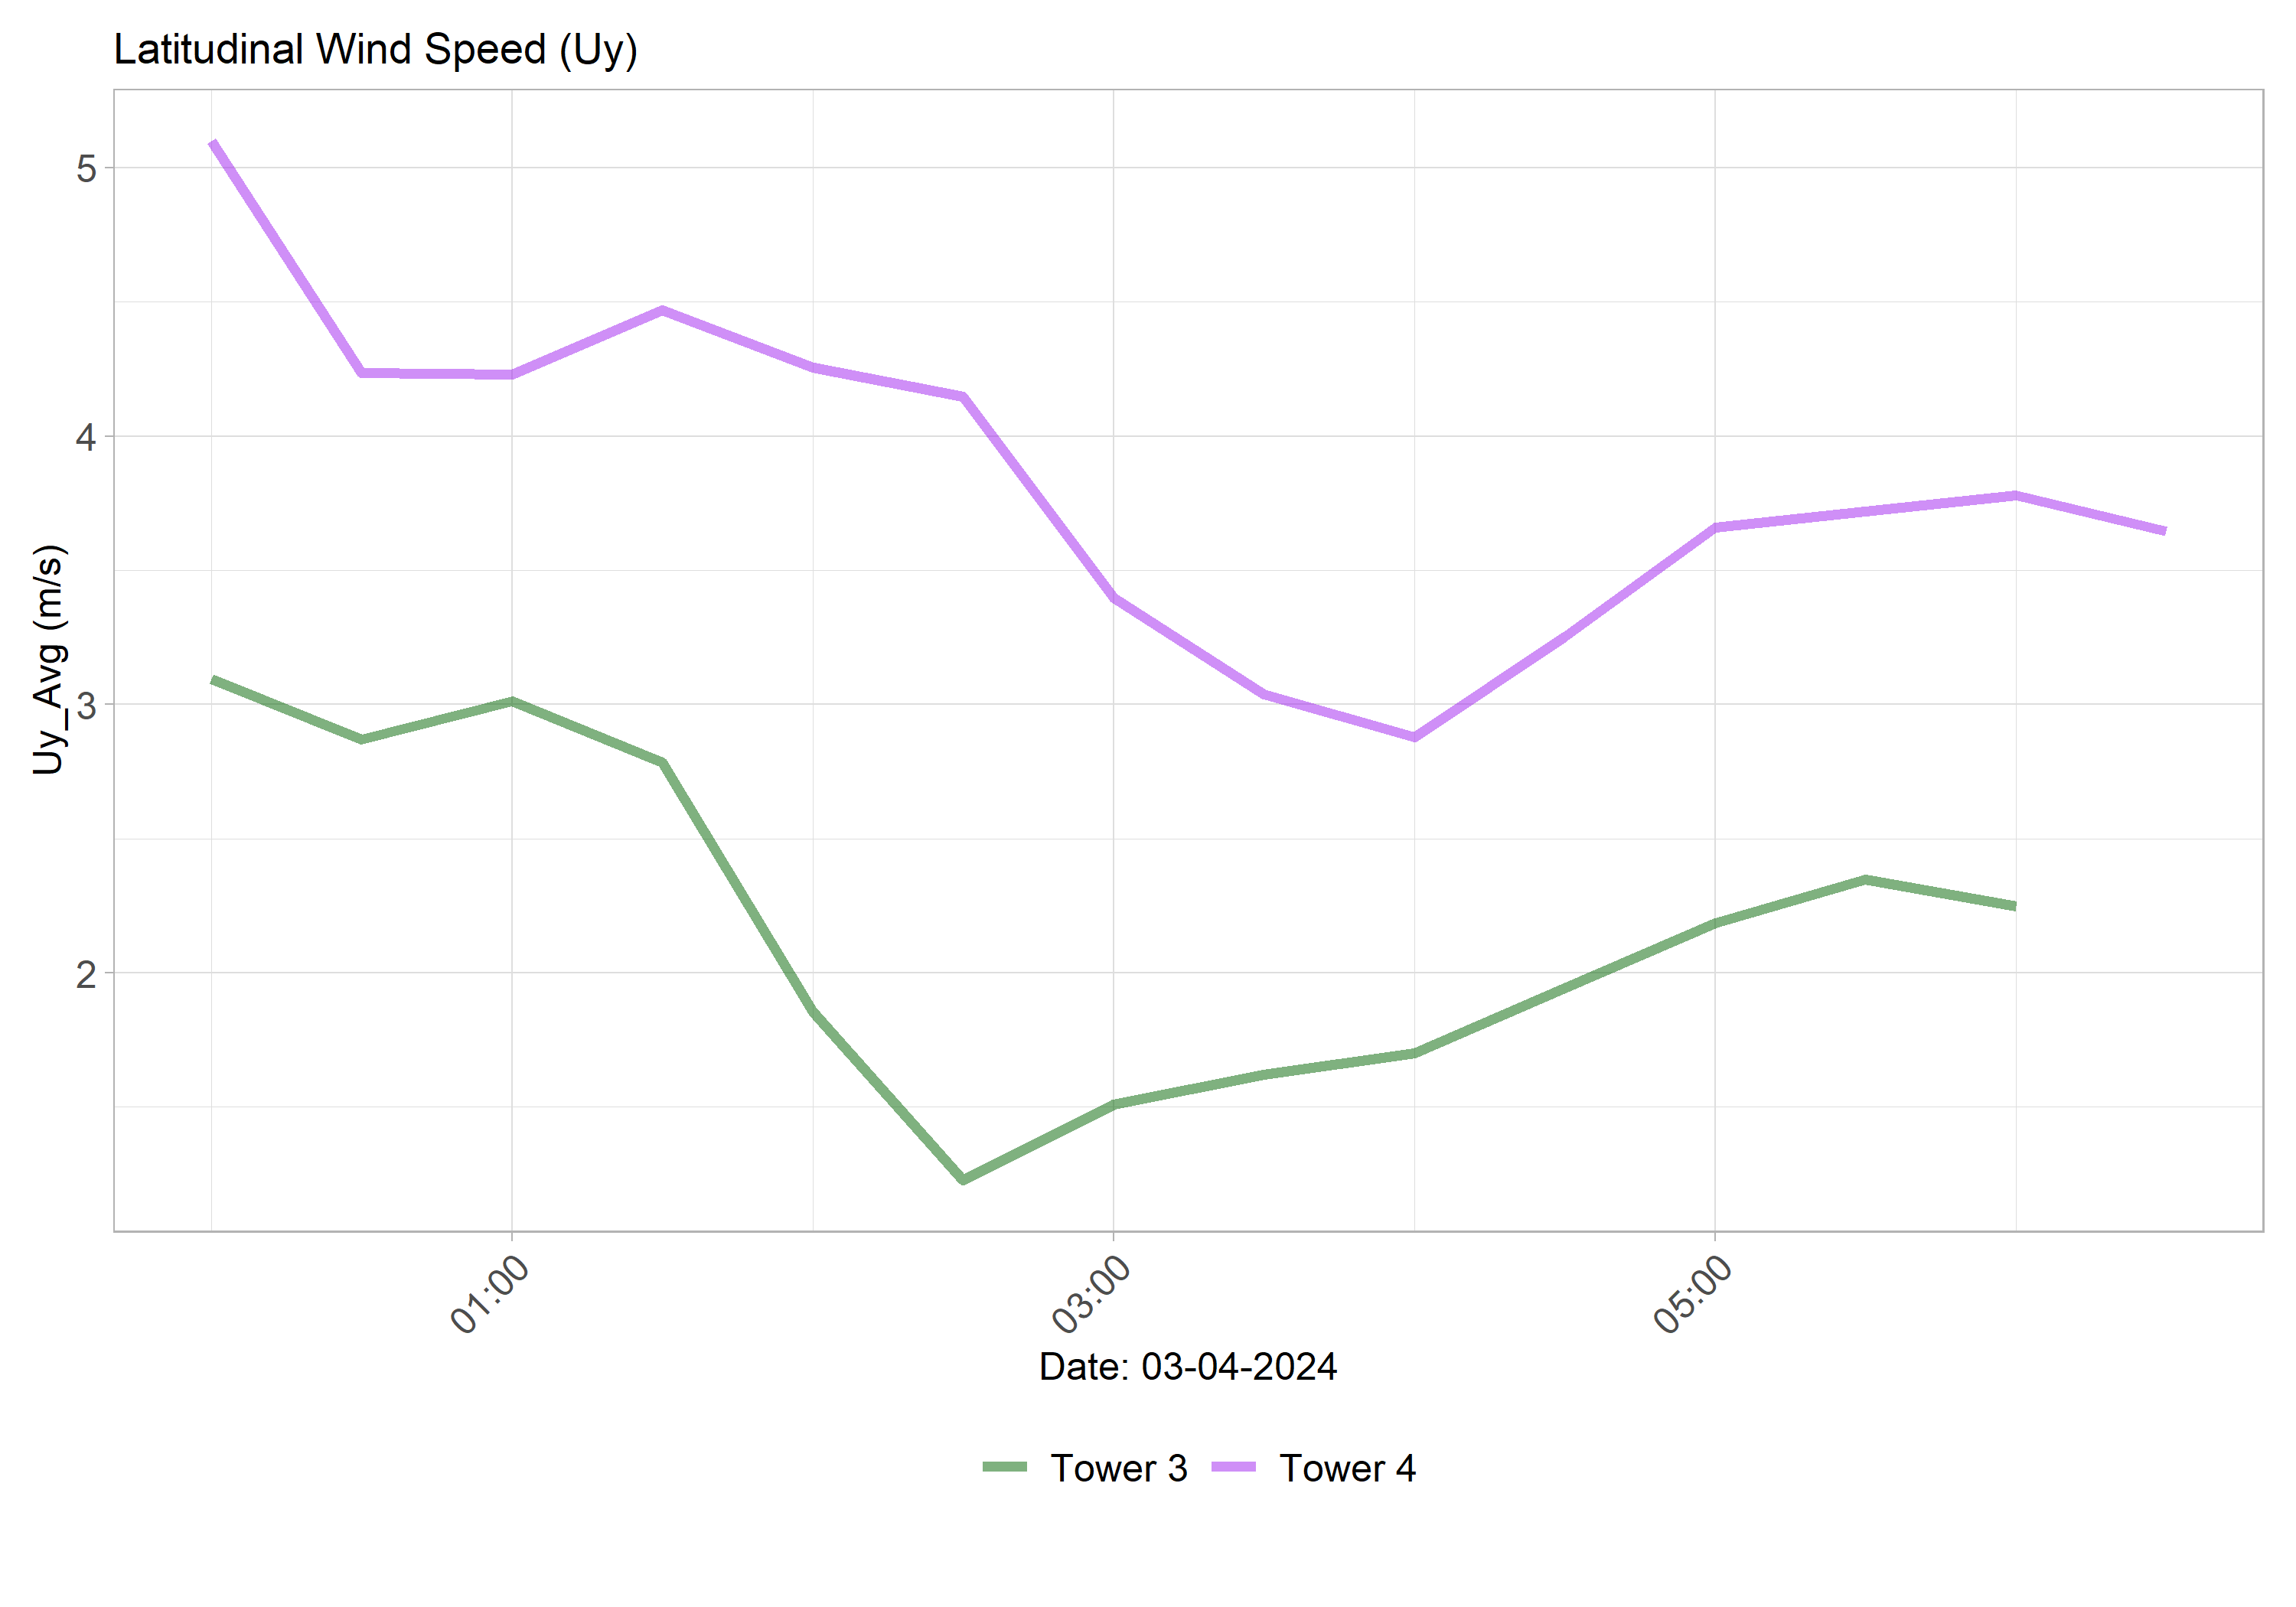 Latitudinal Wind Speed (Uy)
Uy_Avg (m/s)
5
4
3
2
01:00
03:00
05:00
Date: 03-04-2024
Tower 3
Tower 4